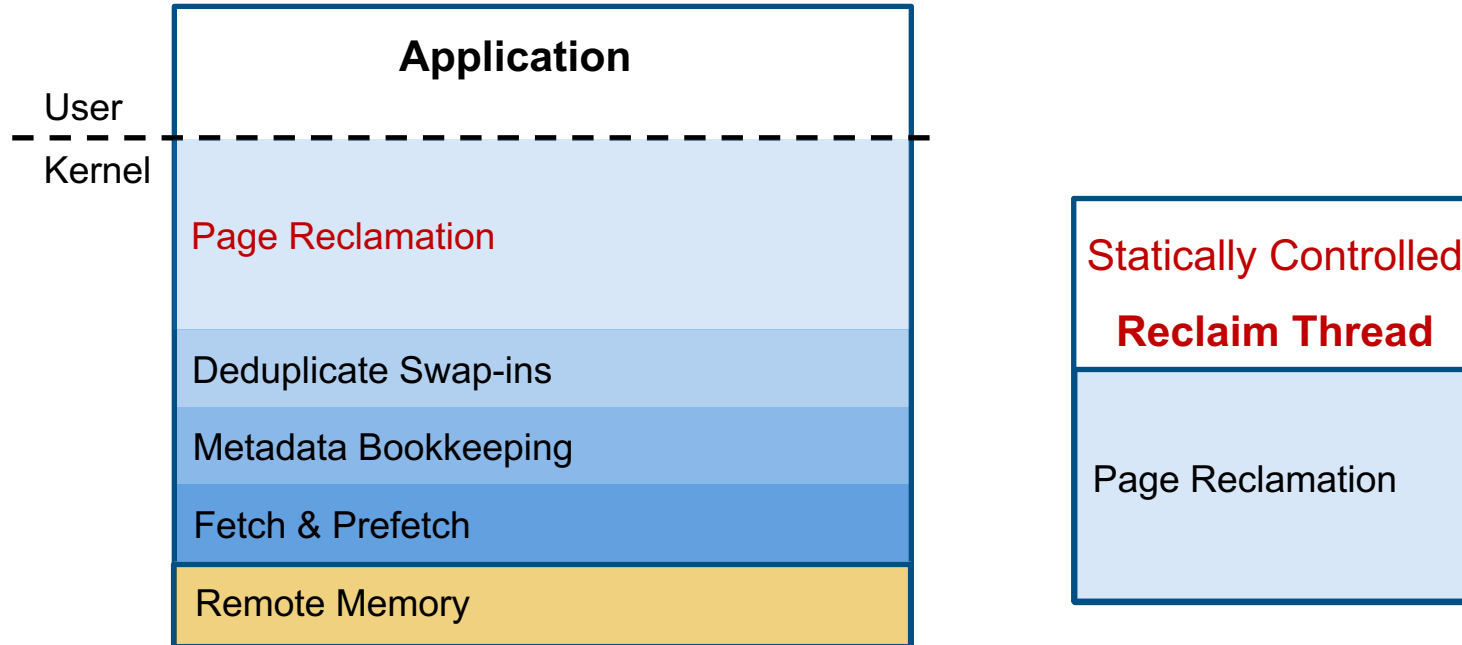 Application
User
Kernel
Page Reclamation
Deduplicate Swap-ins
Metadata Bookkeeping
Fetch & Prefetch
Remote Memory
Statically Controlled
Reclaim Thread
Page Reclamation